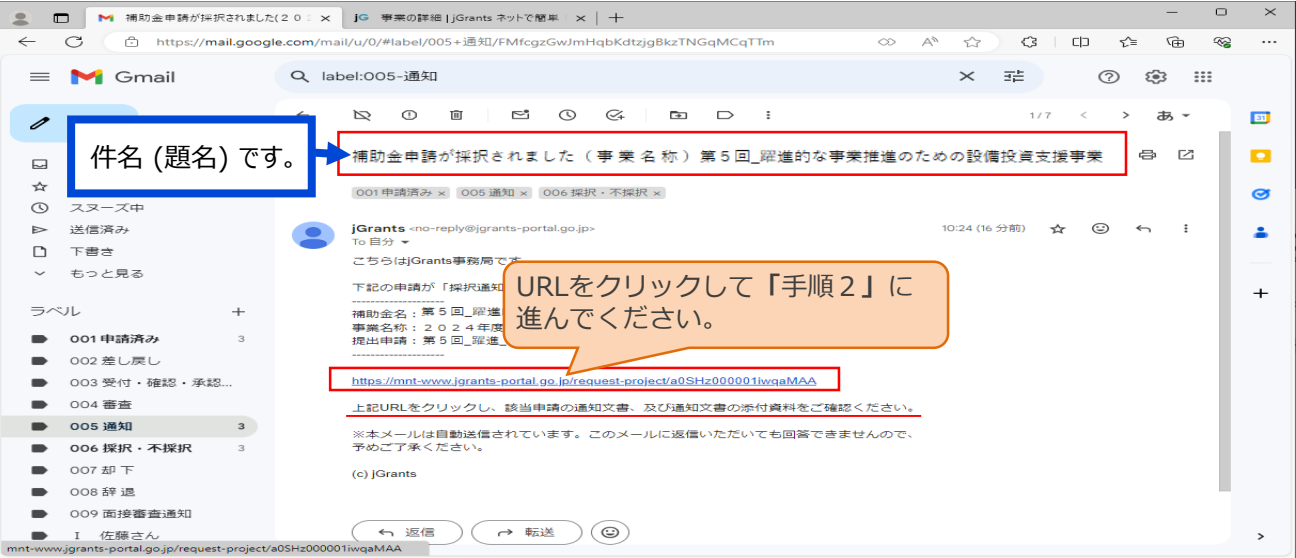 補助金申請が採択されました(２０
jG 事業の詳細 | jGrants ネットで簡単
https://mail.google.com/mail/u/0/#label/005+通知/FMfcgzGwJmHqbKdtzjgBkzTNGqMCqTTm
Gmail
label:005-通知
1/7
あ
31
件名 (題名) です。
補助金申請が採択されました（事業名称）第５回_躍進的な事業推進のための設備投資支援事業
001 申請済み × 005 通知 × 006 採択・不採択 ×
スヌーズ中
送信済み
下書き
もっと見る
ラベル
001 申請済み 3
002 差し戻し
003 受付・確認・承認...
004 審査
005 通知 3
006 採択・不採択 3
007 却下
008 辞退
009 面接審査通知
I 佐藤さん
jGrants <no-reply@jgrants-portal.go.jp>
10:24 (16 分前)
To 自分
こちらはjGrants事務局です
下記の申請が「採択通知
--------------------
補助金名：第５回_躍進
事業名称：２０２４年度
提出申請：第５回_躍進_
--------------------
URLをクリックして「手順２」に
進んでください。
https://mnt-www.jgrants-portal.go.jp/request-project/a0SHz000001iwqaMAA
上記URLをクリックし、該当申請の通知文書、及び通知文書の添付資料をご確認ください。
※本メールは自動送信されています。このメールに返信いただいても回答できませんので、
予めご了承ください。
(c) jGrants
返信
転送
mnt-www.jgrants-portal.go.jp/request-project/a0SHz000001iwqaMAA